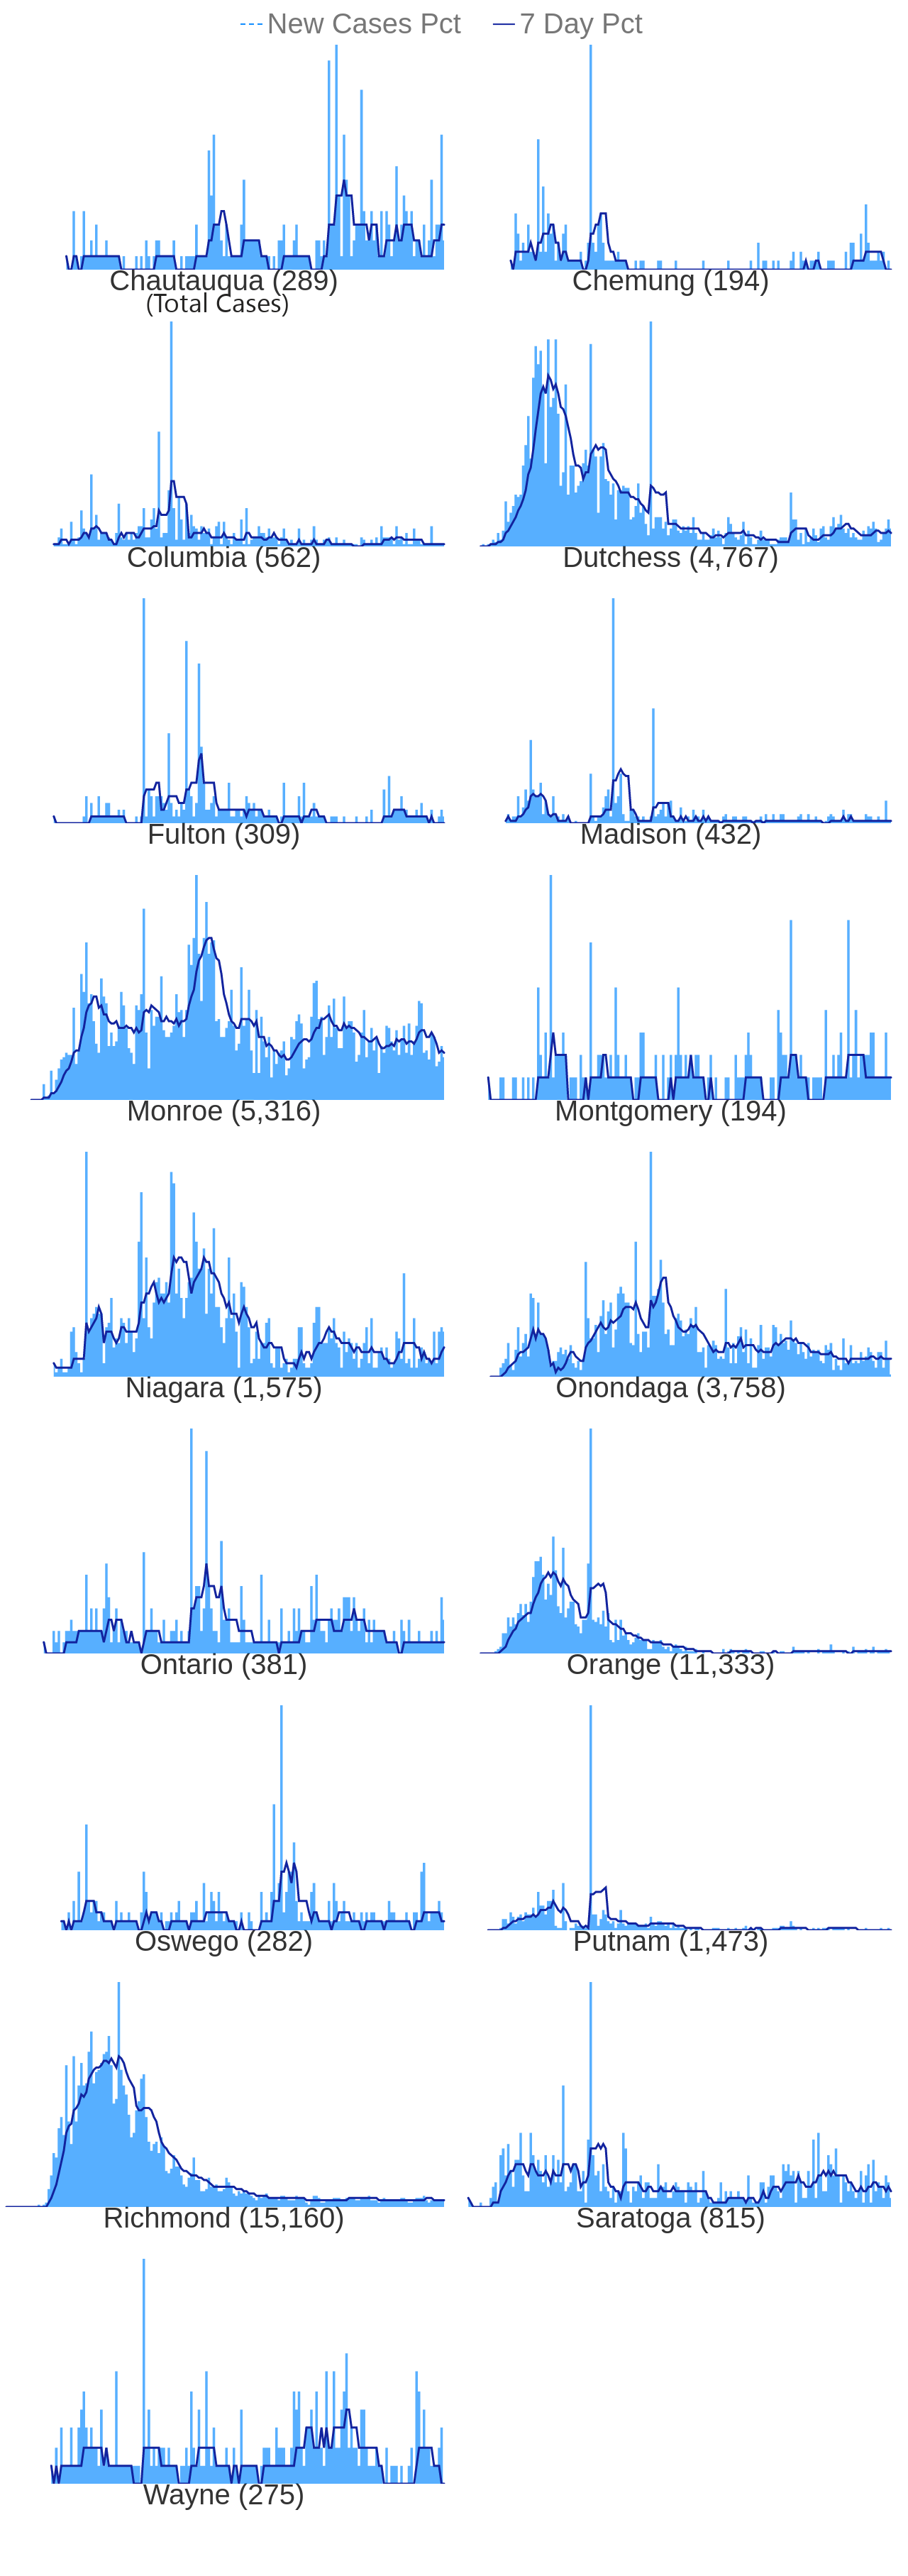 New Cases Pct 7 Day Pct
Chautauqua (289) Chemung (194)
(Total Cases)
Columbia (562) Dutchess (4,767)
Fulton (309) Madison (432)
Monroe (5,316) Montgomery (194)
Niagara (1,575) Onondaga (3,758)
Ontario (381) Orange (11,333)
Oswego (282) Putnam (1,473)
Richmond (15,160) Saratoga (815)
Wayne (275)